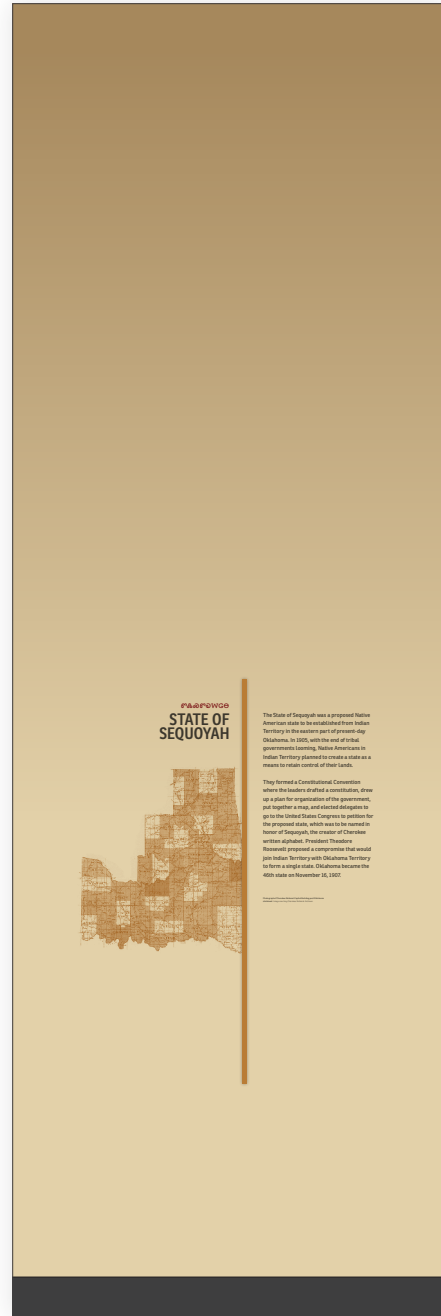 STATE OF
SEQUOYAH
The State of Sequoyah was a proposed Native
American state to be established from Indian
Territory in the eastern part of present-day
Oklahoma. In 1905, with the end of tribal
governments looming, Native Americans in
Indian Territory planned to create a state as a
means to retain control of their lands.
They formed a Constitutional Convention
where the leaders drafted a constitution, drew
up a plan for organization of the government,
put together a map, and elected delegates to
go to the United States Congress to petition for
the proposed state, which was to be named in
honor of Sequoyah, the creator of Cherokee
written alphabet. President Theodore
Roosevelt proposed a compromise that would
join Indian Territory with Oklahoma Territory
to form a single state. Oklahoma became the
46th state on November 16, 1907.